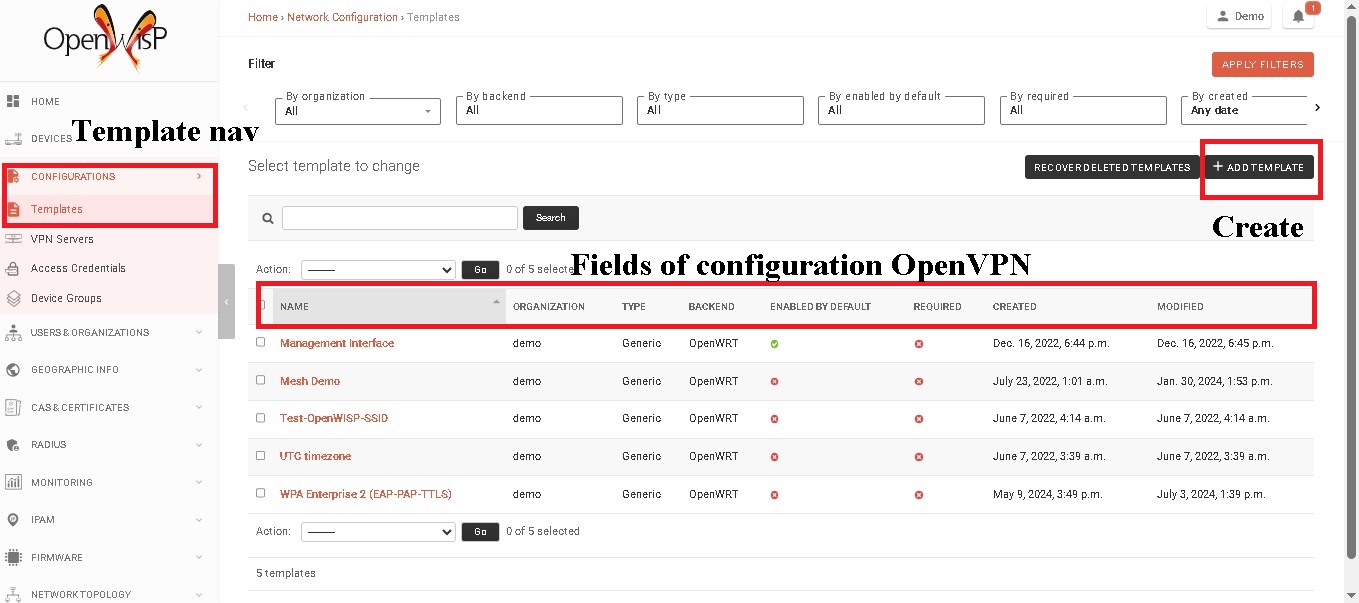 OpenWISP
Home › Network Configuration › Templates
Demo
1
Filter
APPLY FILTERS
By organization
All
By backend
All
By type
All
By enabled by default
All
By required
All
By created
Any date
HOME
DEVICES
Template nav
CONFIGURATIONS
Templates
VPN Servers
Access Credentials
Device Groups
USERS & ORGANIZATIONS
GEOGRAPHIC INFO
CAS & CERTIFICATES
RADIUS
MONITORING
IPAM
FIRMWARE
NETWORK TOPOLOGY
Select template to change
RECOVER DELETED TEMPLATES
+ ADD TEMPLATE
Create
Search
Action: ------ Go 0 of 5 selecte
Fields of configuration OpenVPN
NAME ORGANIZATION TYPE BACKEND ENABLED BY DEFAULT REQUIRED CREATED MODIFIED
Management Interface demo Generic OpenWRT Dec. 16, 2022, 6:44 p.m. Dec. 16, 2022, 6:45 p.m.
Mesh Demo demo Generic OpenWRT July 23, 2022, 1:01 a.m. Jan. 30, 2024, 1:53 p.m.
Test-OpenWISP-SSID demo Generic OpenWRT June 7, 2022, 4:14 a.m. June 7, 2022, 4:14 a.m.
UTC timezone demo Generic OpenWRT June 7, 2022, 3:39 a.m. June 7, 2022, 3:39 a.m.
WPA Enterprise 2 (EAP-PAP-TTLS) demo Generic OpenWRT May 9, 2024, 3:49 p.m. July 3, 2024, 1:39 p.m.
Action: ------ Go 0 of 5 selected
5 templates